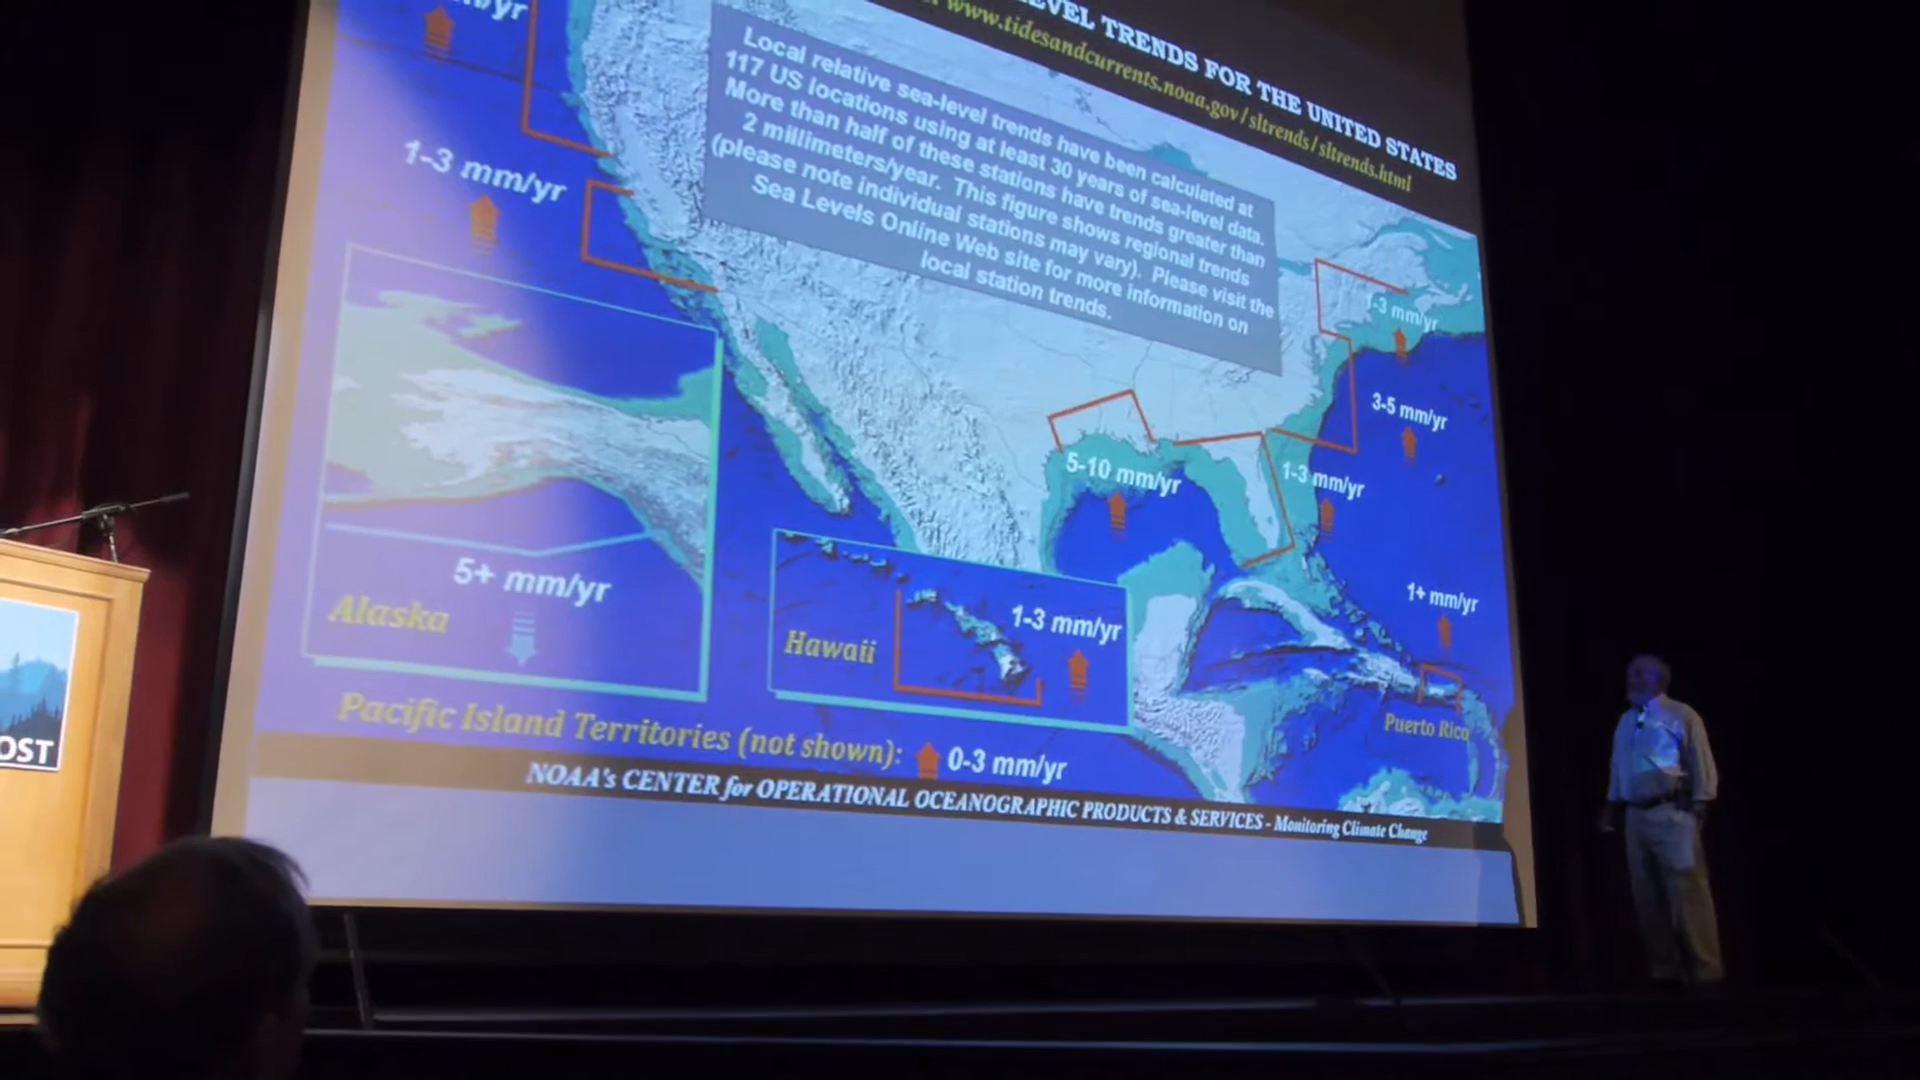 LEVEL TRENDS FOR THE UNITED STATES
www.tidesandcurrents.noaa.gov/sltrends/sltrends.html
Local relative sea-level trends have been calculated at
117 US locations using at least 30 years of sea-level data.
More than half of these stations have trends greater than
2 millimeters/year. This figure shows regional trends
(please note individual stations may vary). Please visit the
Sea Levels Online Web site for more information on
local station trends.
1-3 mm/yr
1-3 mm/yr
3-5 mm/yr
5-10 mm/yr
1-3 mm/yr
5+ mm/yr
Alaska
Hawaii
1-3 mm/yr
1+ mm/yr
Puerto Rico
Pacific Island Territories (not shown): 0-3 mm/yr
NOAA's CENTER for OPERATIONAL OCEANOGRAPHIC PRODUCTS & SERVICES - Monitoring Climate Change
OST